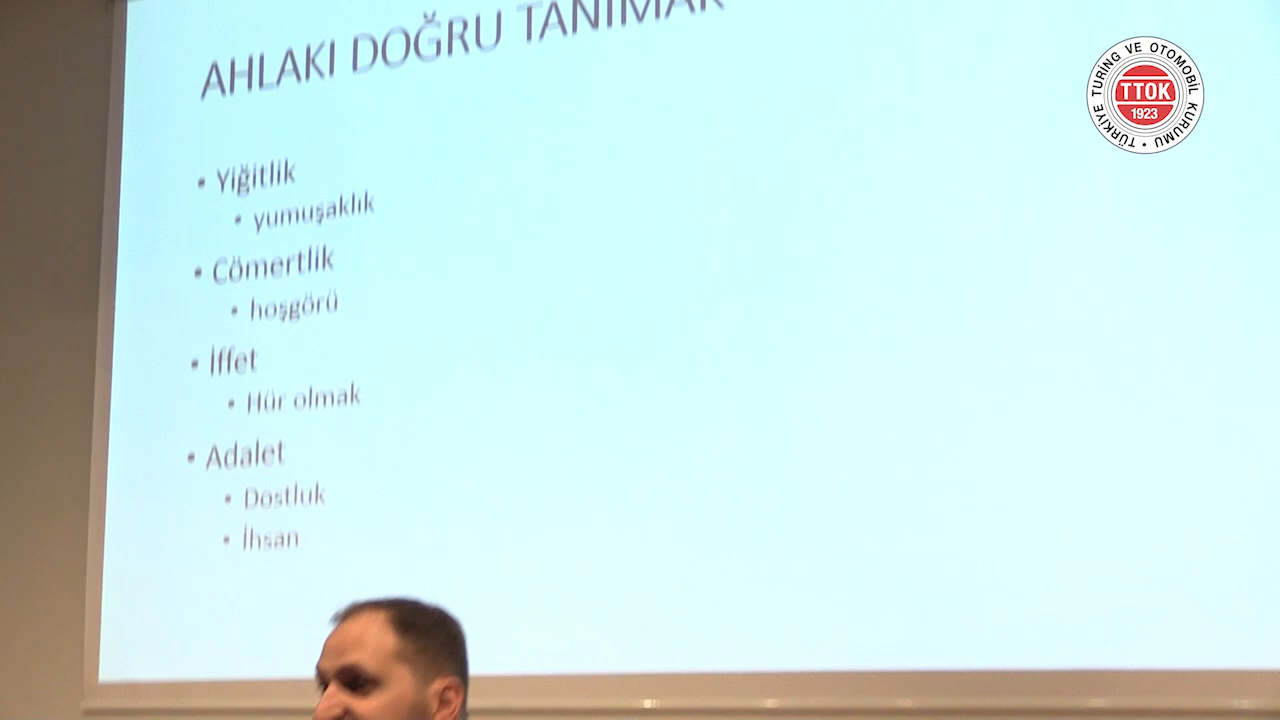 AHLAKI DOĞRU TANIMAK
• Yiğitlik
• yumuşaklık
• Cömertlik
• hoşgörü
• İffet
• Hür olmak
• Adalet
• Dostluk
• İhsan
TÜRKİYE TURİNG VE OTOMOBİL KURUMU •
TTOK
1923